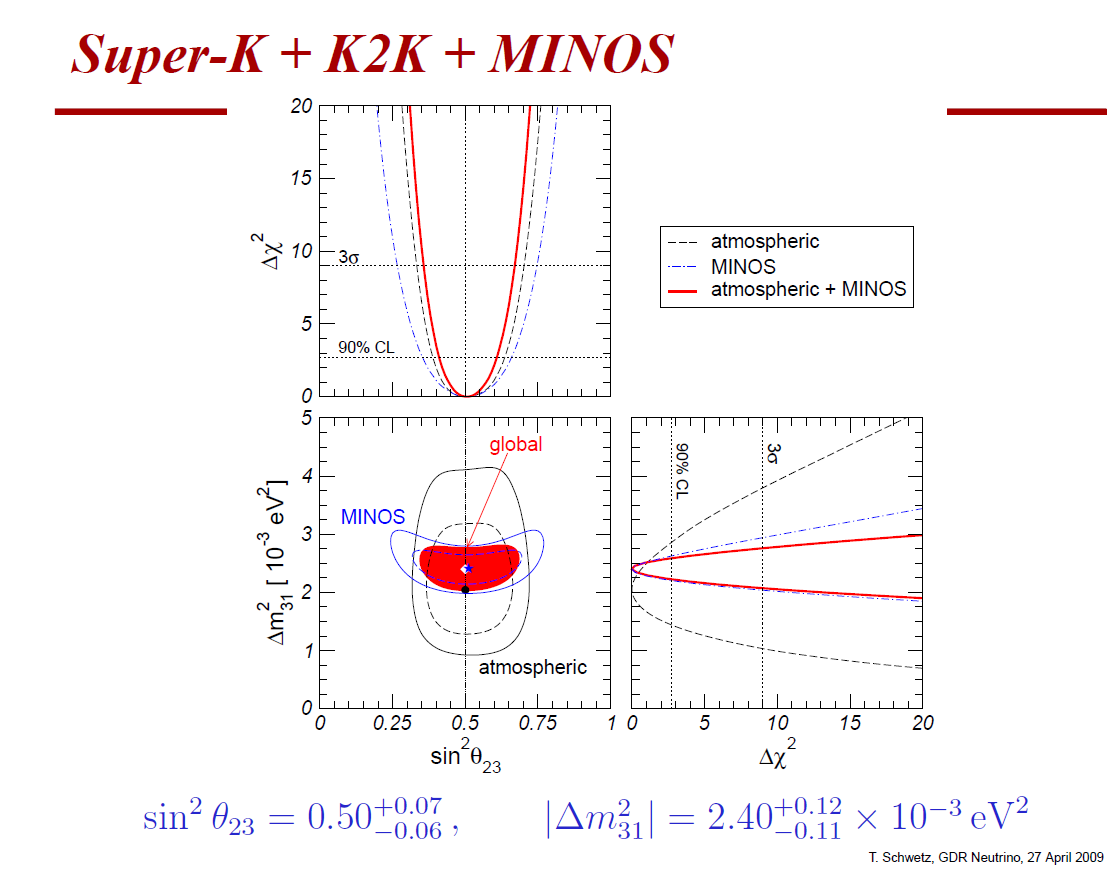 Super-K + K2K + MINOS
20
15
10
5
0
Δχ²
3σ
90% CL
atmospheric
MINOS
atmospheric + MINOS
5
4
3
2
1
0
Δm²₃₁ [ 10⁻³ eV²]
global
MINOS
atmospheric
0 0.25 0.5 0.75 1
sin²θ₂₃
90% CL
3σ
0 5 10 15 20
Δχ²
sin² θ₂₃ = 0.50⁺⁰·⁰⁷₋₀.₀₆ , |Δm²₃₁| = 2.40⁺⁰·¹²₋₀.₁₁ × 10⁻³ eV²
T. Schwetz, GDR Neutrino, 27 April 2009